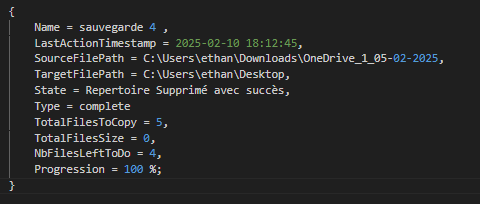 {
Name = sauvegarde 4 ,
LastActionTimestamp = 2025-02-10 18:12:45,
SourceFilePath = C:\Users\ethan\Downloads\OneDrive_1_05-02-2025,
TargetFilePath = C:\Users\ethan\Desktop,
State = Repertoire Supprimé avec succès,
Type = complete
TotalFilesToCopy = 5,
TotalFilesSize = 0,
NbFilesLeftToDo = 4,
Progression = 100 %;
}